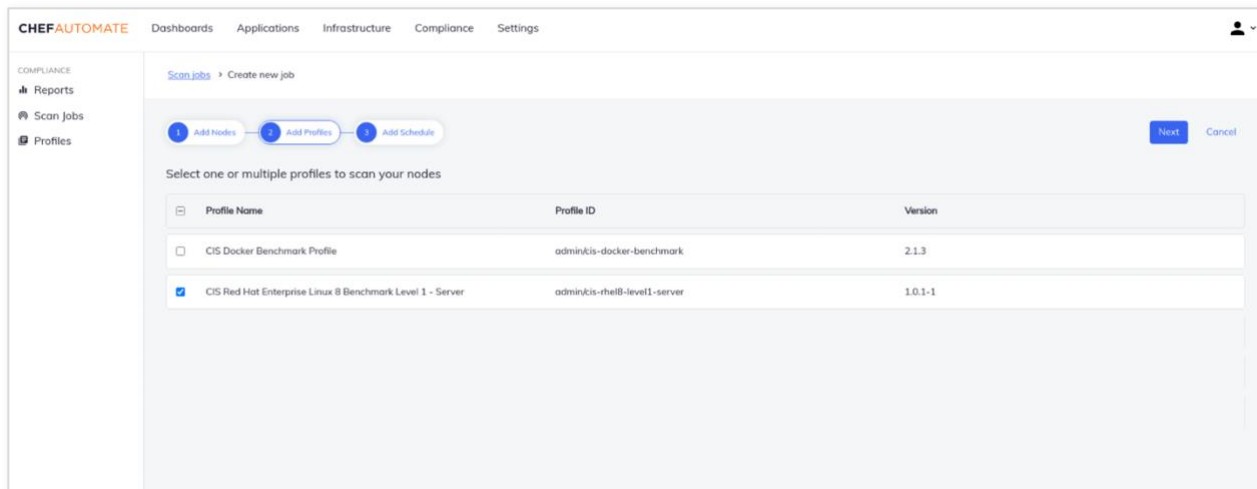 CHEFAUTOMATE Dashboards Applications Infrastructure Compliance Settings
COMPLIANCE
Reports
Scan Jobs
Profiles
Scan jobs > Create new job
1 Add Nodes 2 Add Profiles 3 Add Schedule Next Cancel
Select one or multiple profiles to scan your nodes
Profile Name Profile ID Version
CIS Docker Benchmark Profile admin/cis-docker-benchmark 2.1.3
CIS Red Hat Enterprise Linux 8 Benchmark Level 1 - Server admin/cis-rhel8-level1-server 1.0.1-1